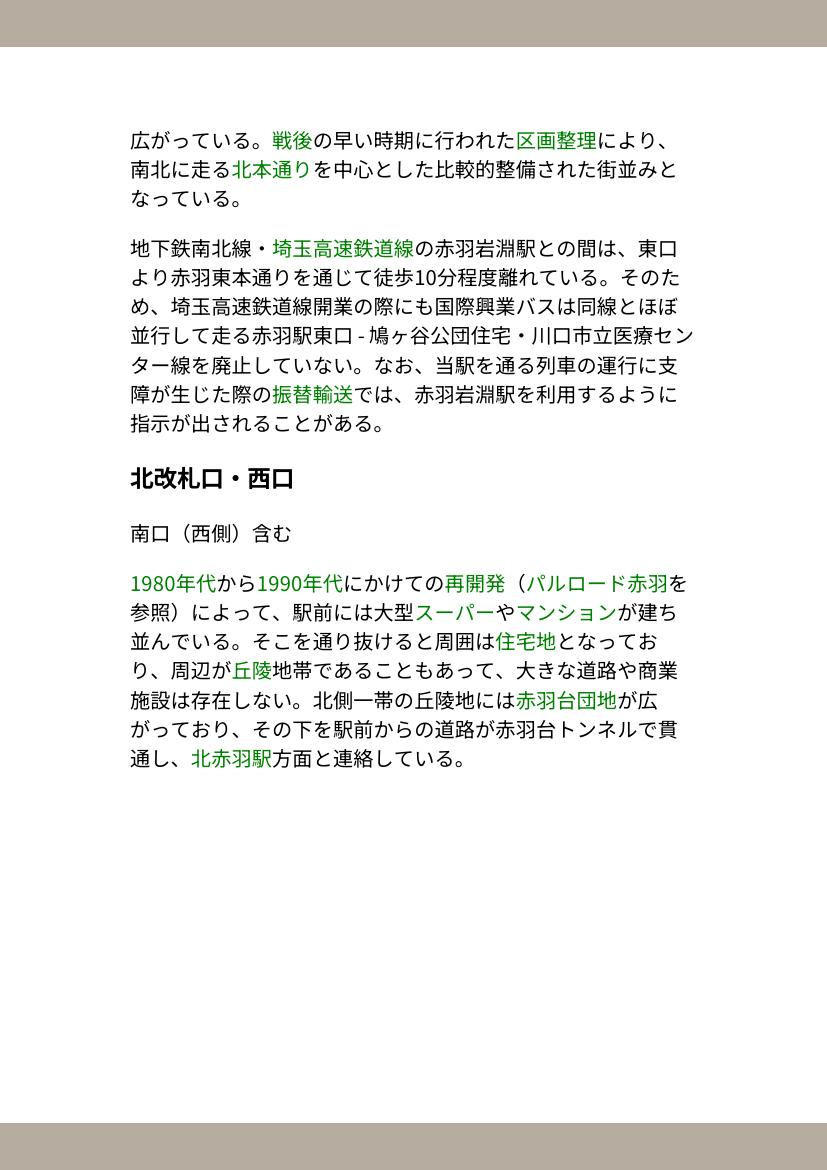 広がっている。戦後の早い時期に行われた区画整理により、
南北に走る北本通りを中心とした比較的整備された街並みと
なっている。
地下鉄南北線・埼玉高速鉄道線の赤羽岩淵駅との間は、東口
より赤羽東本通りを通じて徒歩10分程度離れている。そのた
め、埼玉高速鉄道線開業の際にも国際興業バスは同線とほぼ
並行して走る赤羽駅東口 - 鳩ヶ谷公団住宅・川口市立医療セン
ター線を廃止していない。なお、当駅を通る列車の運行に支
障が生じた際の振替輸送では、赤羽岩淵駅を利用するように
指示が出されることがある。
北改札口・西口
南口（西側）含む
1980年代から1990年代にかけての再開発（パルロード赤羽を
参照）によって、駅前には大型スーパーやマンションが建ち
並んでいる。そこを通り抜けると周囲は住宅地となってお
り、周辺が丘陵地帯であることもあって、大きな道路や商業
施設は存在しない。北側一帯の丘陵地には赤羽台団地が広
がっており、その下を駅前からの道路が赤羽台トンネルで貫
通し、北赤羽駅方面と連絡している。